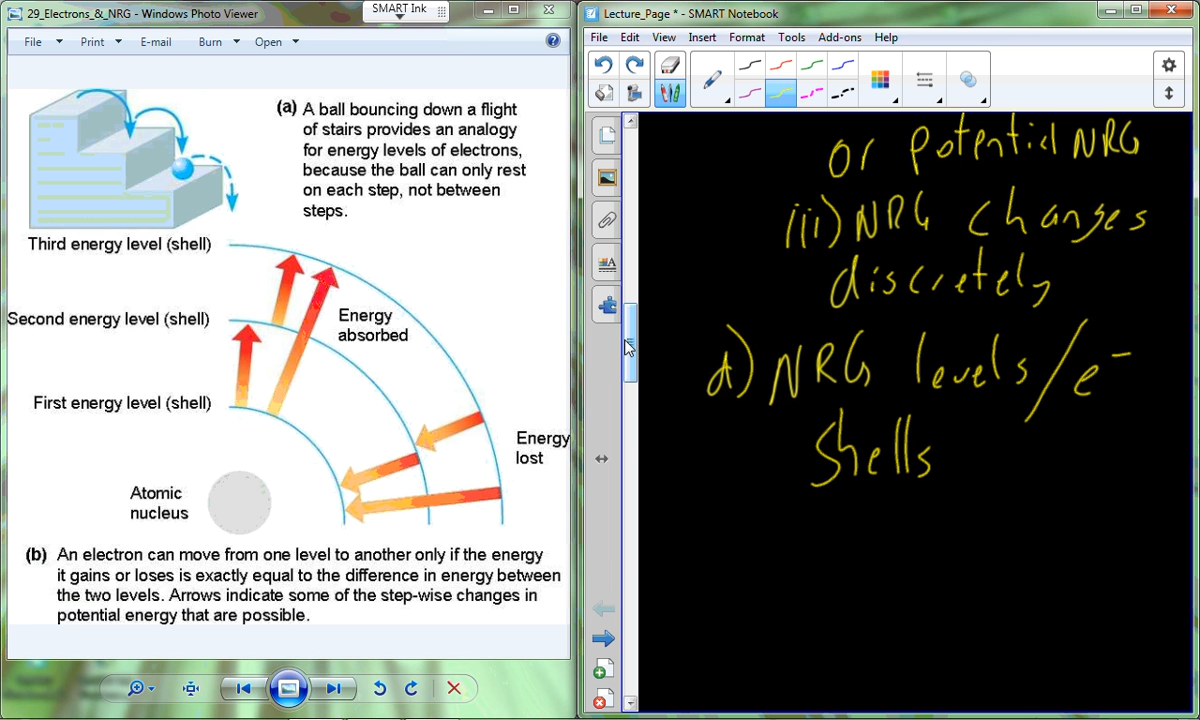 29_Electrons_&_NRG - Windows Photo Viewer
SMART Ink
File Print E-mail Burn Open
(a) A ball bouncing down a flight
of stairs provides an analogy
for energy levels of electrons,
because the ball can only rest
on each step, not between
steps.
Third energy level (shell)
Second energy level (shell)
Energy
absorbed
First energy level (shell)
Energy
lost
Atomic
nucleus
(b) An electron can move from one level to another only if the energy
it gains or loses is exactly equal to the difference in energy between
the two levels. Arrows indicate some of the step-wise changes in
potential energy that are possible.
Lecture_Page * - SMART Notebook
File Edit View Insert Format Tools Add-ons Help
or potential NRG
iii) NRG changes
discretely
d) NRG levels/e⁻
shells